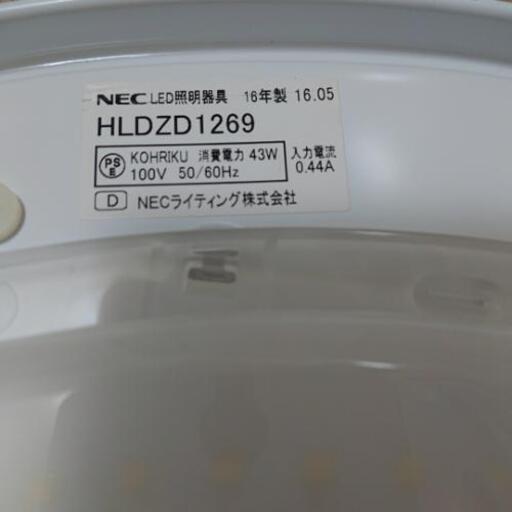 NEC LED照明器具 16年製 16.05
HLDZD1269
PS E KOHRIKU 消費電力 43W 入力電流
100V 50/60Hz 0.44A
D NECライティング株式会社